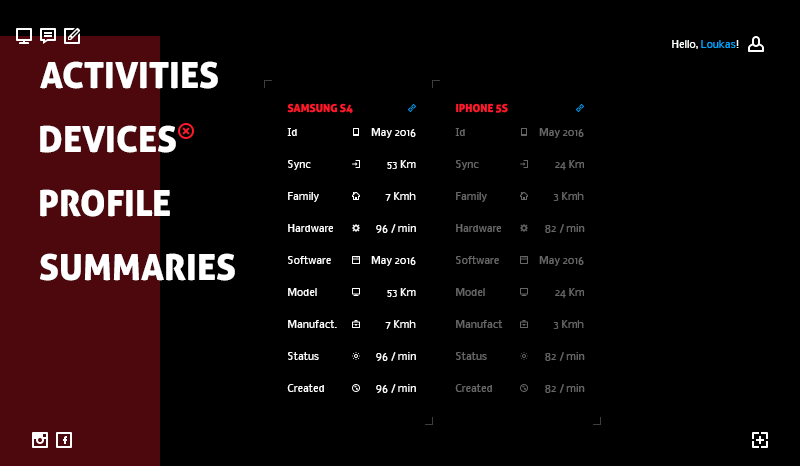 Hello, Loukas!
ACTIVITIES
DEVICES
PROFILE
SUMMARIES
SAMSUNG S4
Id May 2016
Sync 53 Km
Family 7 Kmh
Hardware 96 / min
Software May 2016
Model 53 Km
Manufact. 7 Kmh
Status 96 / min
Created 96 / min
IPHONE 5S
Id May 2016
Sync 24 Km
Family 3 Kmh
Hardware 82 / min
Software May 2016
Model 24 Km
Manufact 3 Kmh
Status 82 / min
Created 82 / min